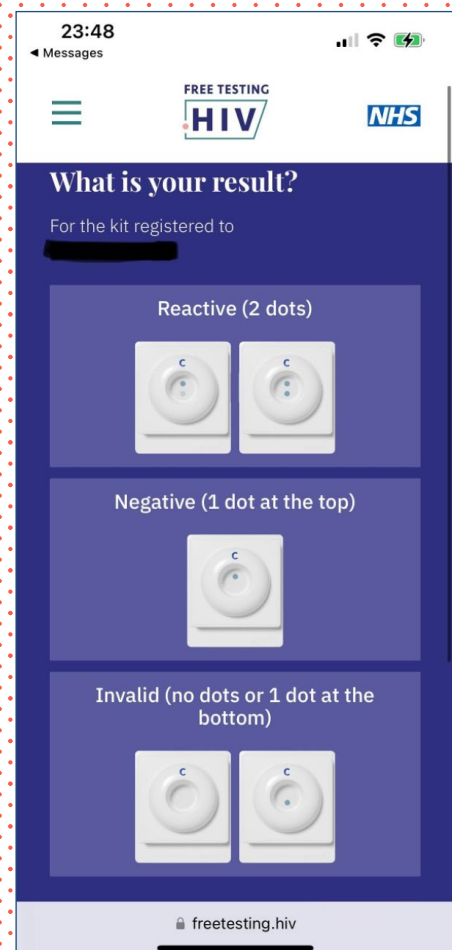 23:48
◀ Messages
FREE TESTING
HIV
NHS
What is your result?
For the kit registered to
Reactive (2 dots)
C
C
Negative (1 dot at the top)
C
Invalid (no dots or 1 dot at the
bottom)
C
C
freetesting.hiv